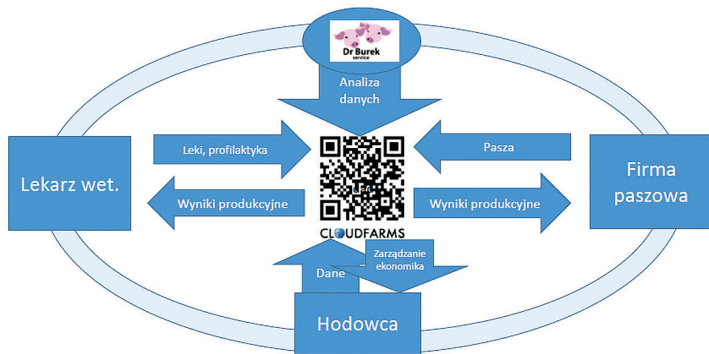 Dr Burek
service
Analiza
danych
Leki, profilaktyka
Pasza
Lekarz wet.
Firma
paszowa
Wyniki produkcyjne
Wyniki produkcyjne
CLOUDFARMS
Zarządzanie
ekonomika
Dane
Hodowca